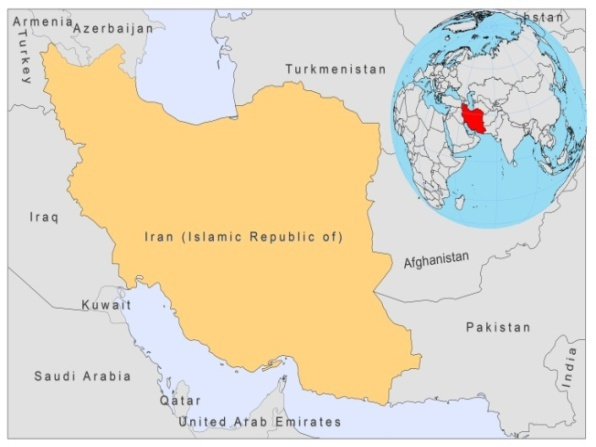 Armenia
Azerbaijan
Turkey
Turkmenistan
Iraq
Iran (Islamic Republic of)
Afghanistan
Kuwait
Pakistan
Saudi Arabia
India
Qatar
United Arab Emirates